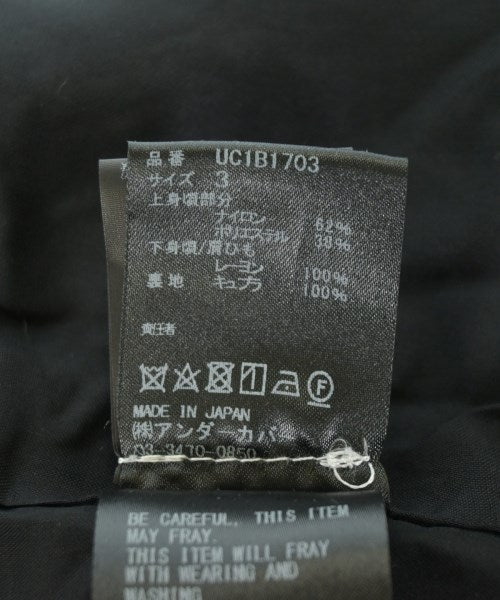 品番 UC1B1703
サイズ 3
上身頃部分
ナイロン 62%
ポリエステル 38%
下身頃/肩ひも
レーヨン 100%
裏地 キュプラ 100%
責任者
MADE IN JAPAN
㈱アンダーカバー
03-3470-0850
BE CAREFUL, THIS ITEM
MAY FRAY.
THIS ITEM WILL FRAY
WITH WEARING AND
WASHING